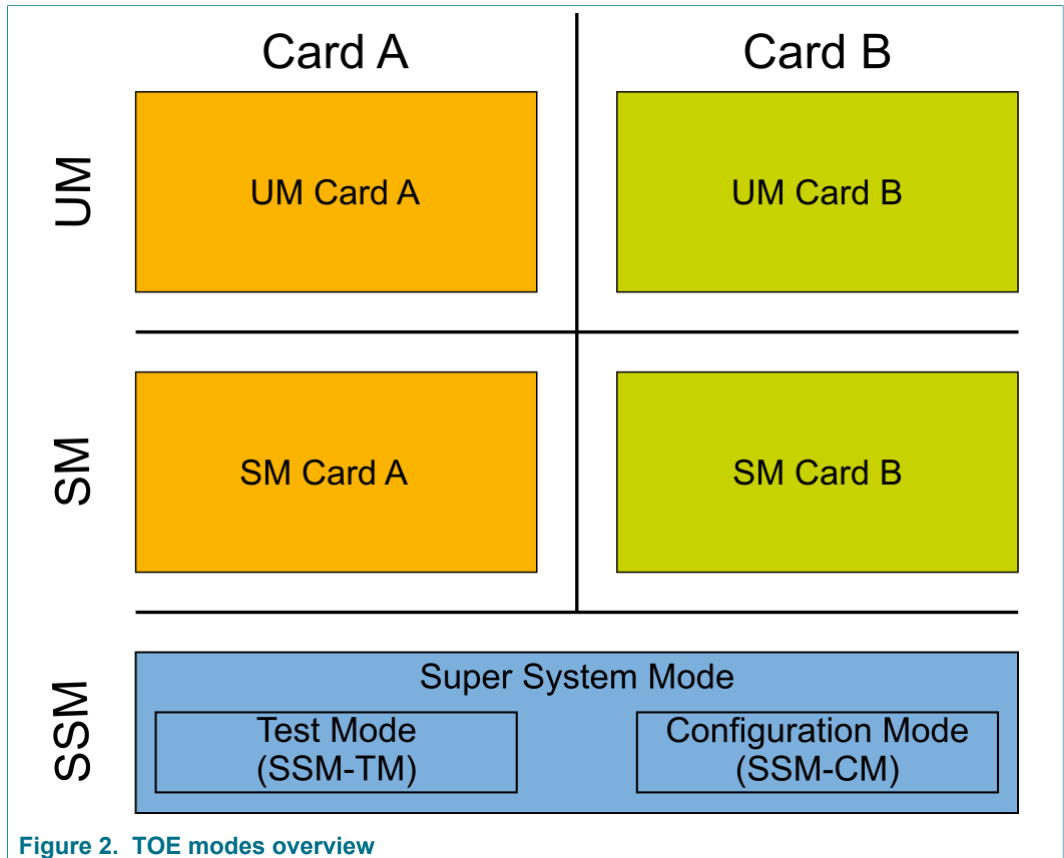 Card A
Card B
UM
UM Card A
UM Card B
SM
SM Card A
SM Card B
SSM
Super System Mode
Test Mode
(SSM-TM)
Configuration Mode
(SSM-CM)
Figure 2. TOE modes overview